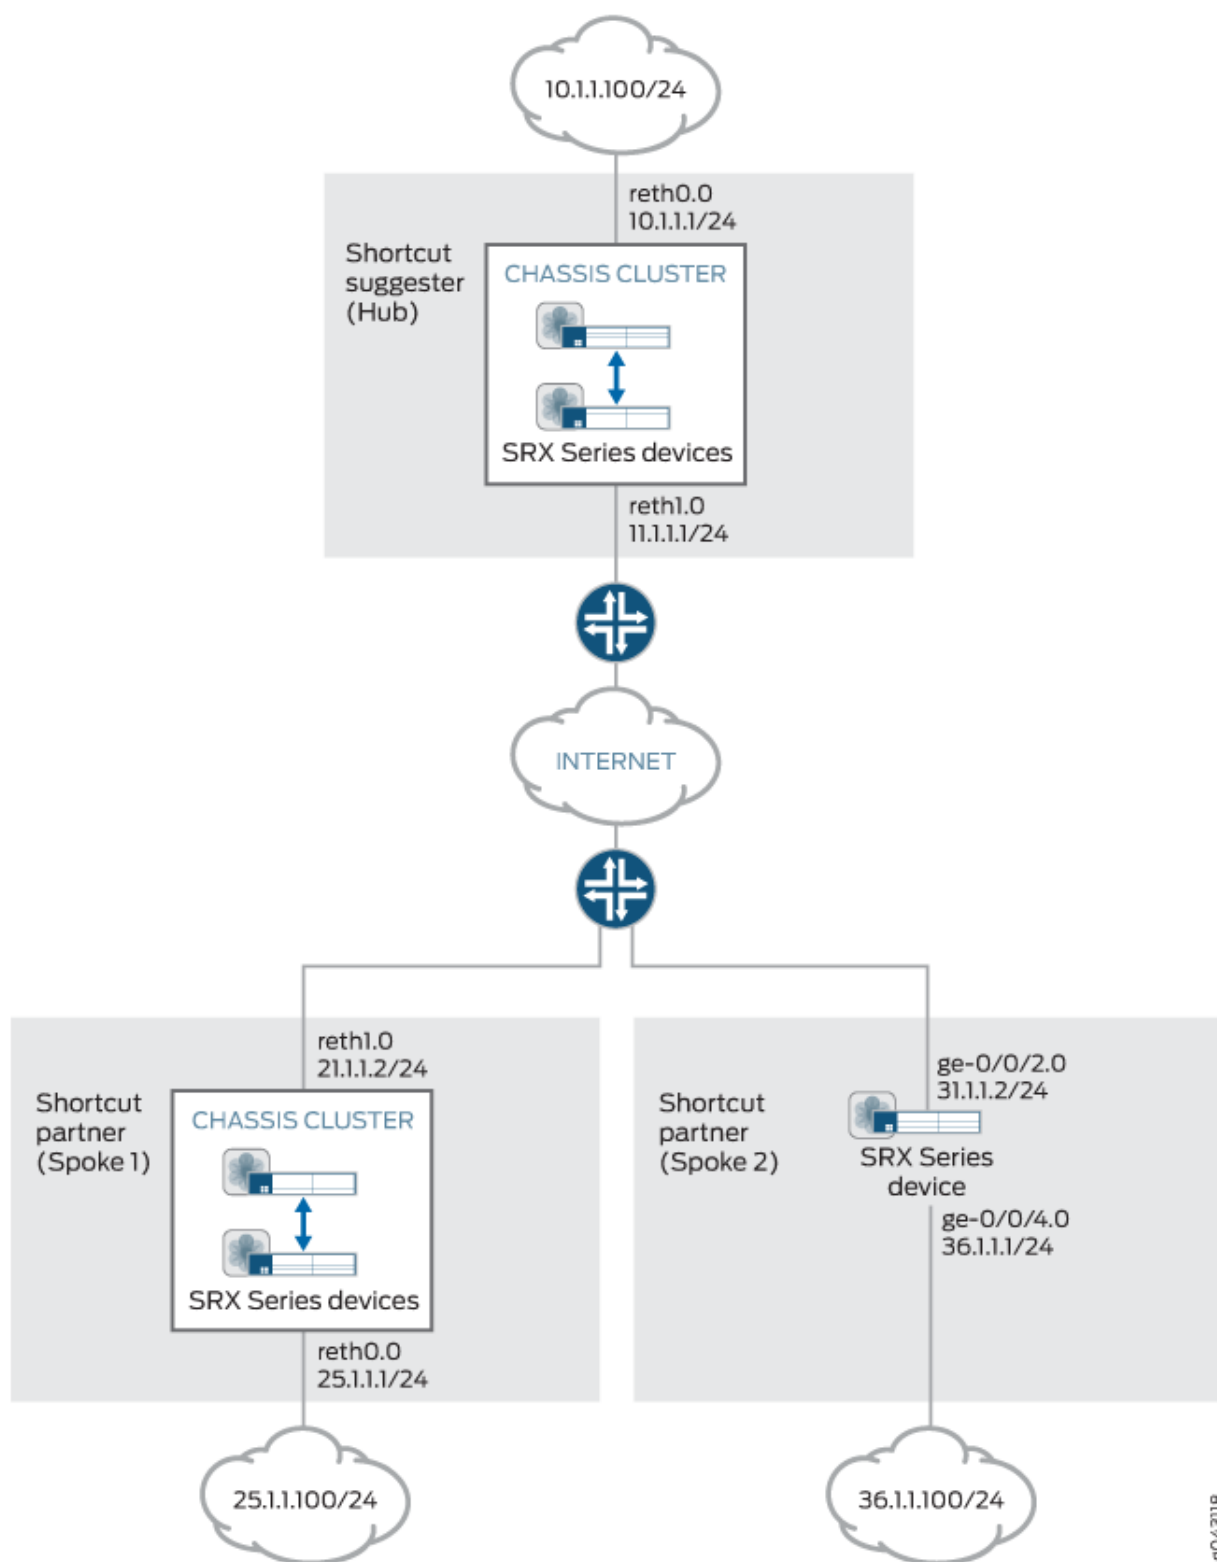 10.1.1.100/24
reth0.0
10.1.1.1/24
Shortcut
suggester
(Hub)
CHASSIS CLUSTER
SRX Series devices
reth1.0
11.1.1.1/24
INTERNET
reth1.0
21.1.1.2/24
Shortcut
partner
(Spoke 1)
CHASSIS CLUSTER
SRX Series devices
reth0.0
25.1.1.1/24
25.1.1.100/24
ge-0/0/2.0
31.1.1.2/24
Shortcut
partner
(Spoke 2)
SRX Series
device
ge-0/0/4.0
36.1.1.1/24
36.1.1.100/24
g043118